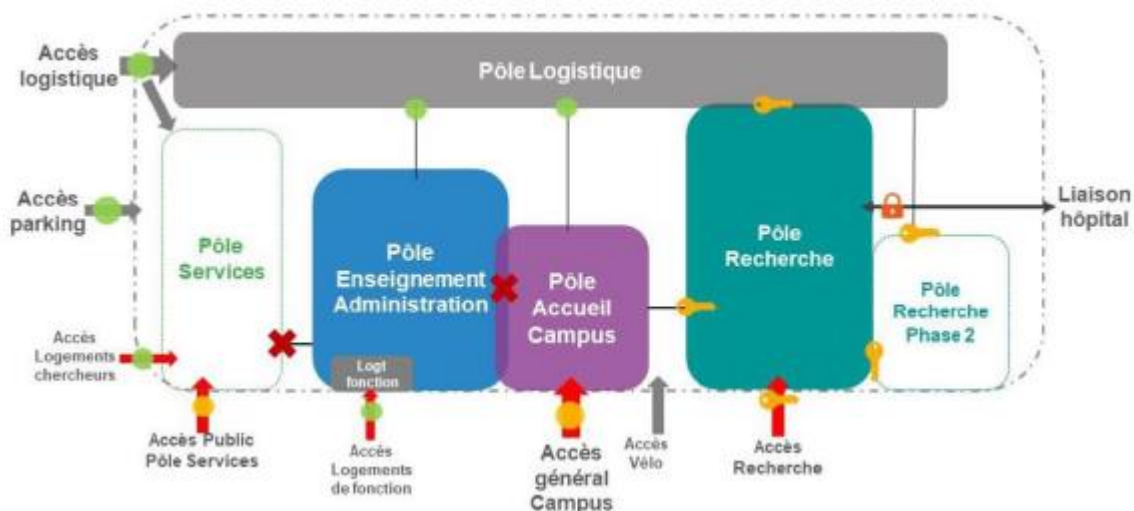 Accès
logistique
Pôle Logistique
Accès
parking
Pôle
Services
Pôle
Enseignement
Administration
Pôle
Accueil
Campus
Pôle
Recherche
Liaison
hôpital
Pôle
Recherche
Phase 2
Accès
Logements
chercheurs
Logt
fonction
Accès Public
Pôle Services
Accès
Logements
de fonction
Accès
général
Campus
Accès
Vélo
Accès
Recherche